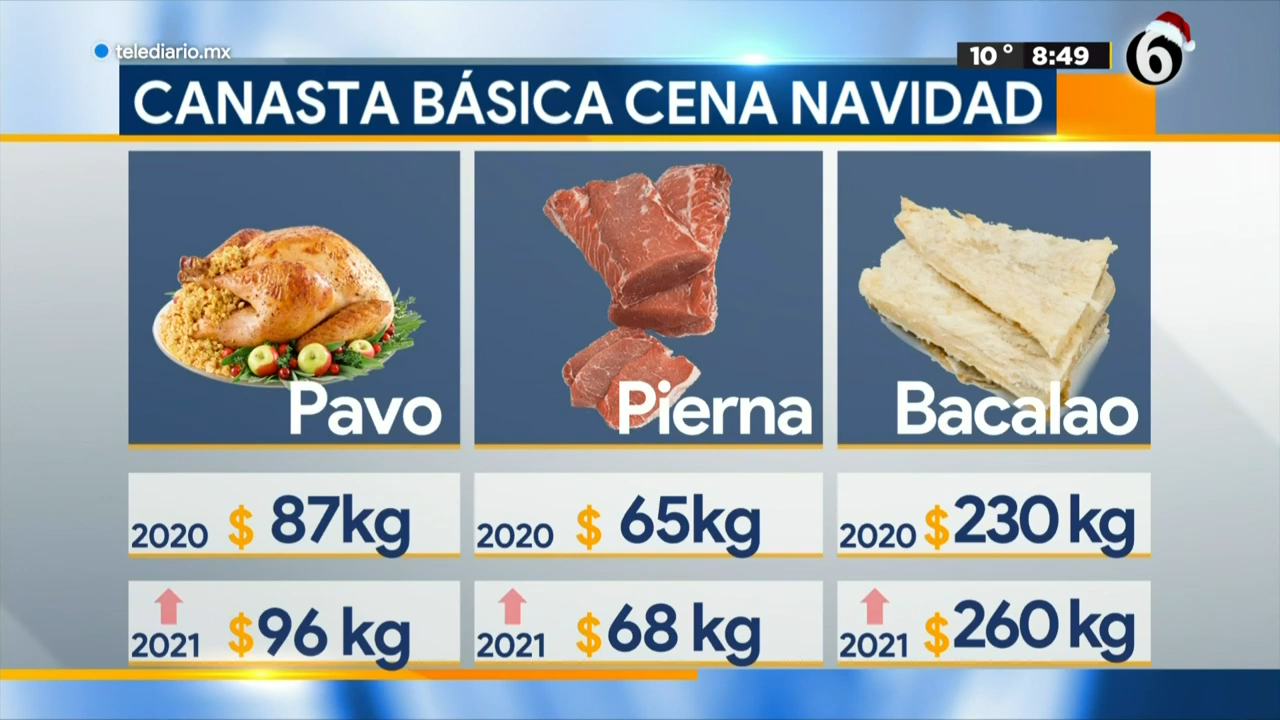 telediario.mx
10° 8:49
6
CANASTA BÁSICA CENA NAVIDAD
Pavo
Pierna
Bacalao
2020 $ 87kg
2020 $ 65kg
2020 $ 230 kg
2021 $ 96 kg
2021 $ 68 kg
2021 $ 260 kg